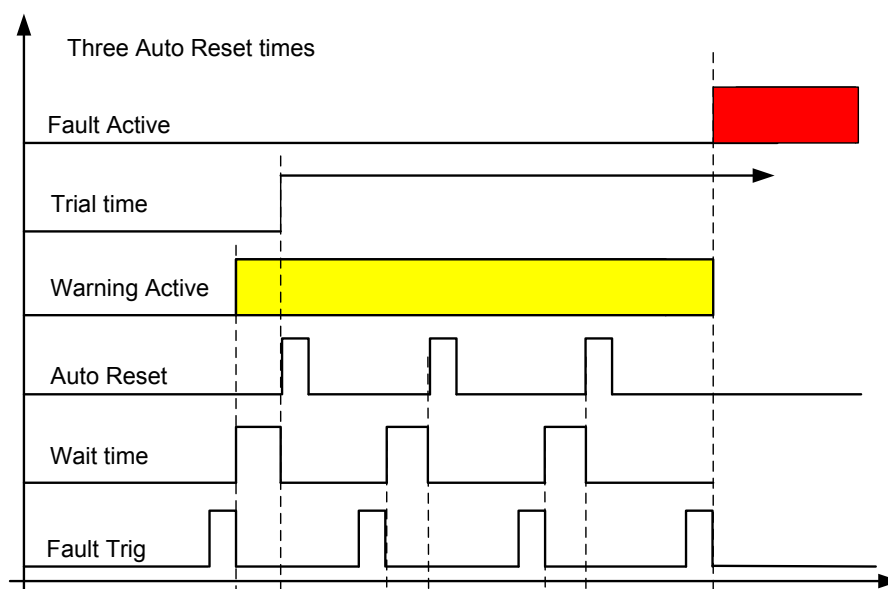 Three Auto Reset times
Fault Active
Trial time
Warning Active
Auto Reset
Wait time
Fault Trig